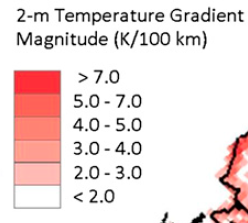 2-m Temperature Gradient
Magnitude (K/100 km)
> 7.0
5.0 - 7.0
4.0 - 5.0
3.0 - 4.0
2.0 - 3.0
< 2.0